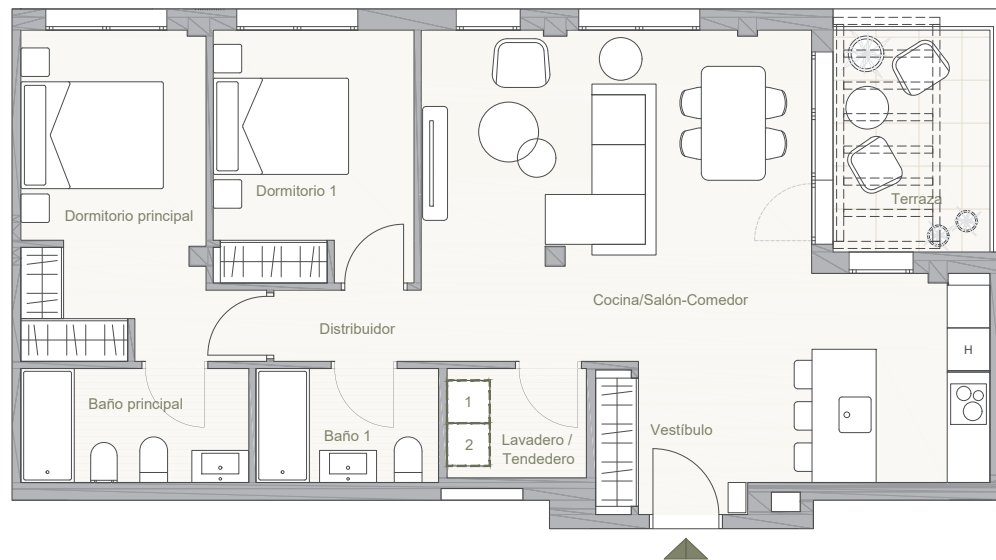 Terraza
Dormitorio 1
Dormitorio principal
Cocina/Salón-Comedor
Distribuidor
H
Baño principal
1
Baño 1
2
Lavadero /
Tendedero
Vestíbulo